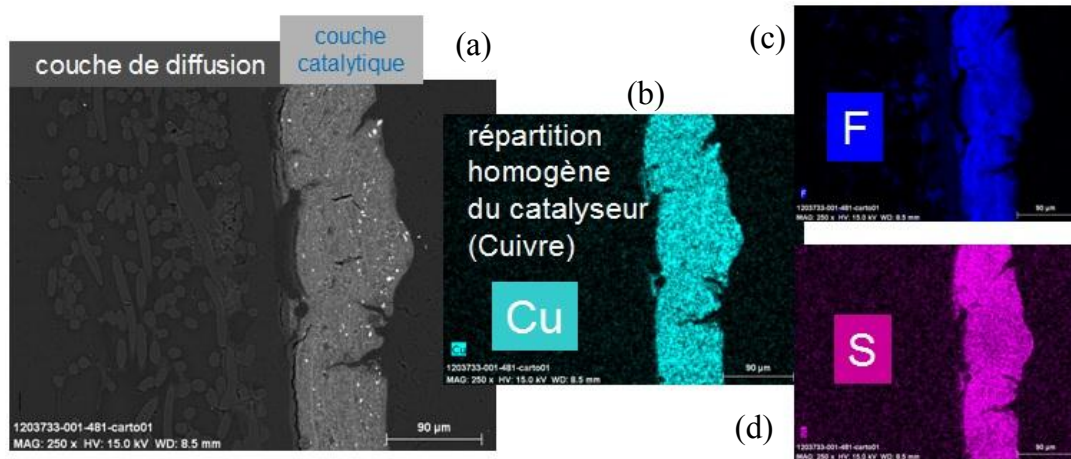 couche de diffusion
couche
catalytique
(a)
1203733-001-481-carto01
MAG: 250 x HV: 15.0 kV WD: 8.5 mm
90 µm
(b)
répartition
homogène
du catalyseur
(Cuivre)
Cu
Cu
1203733-001-481-carto01
MAG: 250 x HV: 15.0 kV WD: 8.5 mm
90 µm
(c)
F
F
1203733-001-481-carto01
MAG: 250 x HV: 15.0 kV WD: 8.5 mm
90 µm
(d)
S
1203733-001-481-carto01
MAG: 250 x HV: 15.0 kV WD: 8.5 mm
90 µm